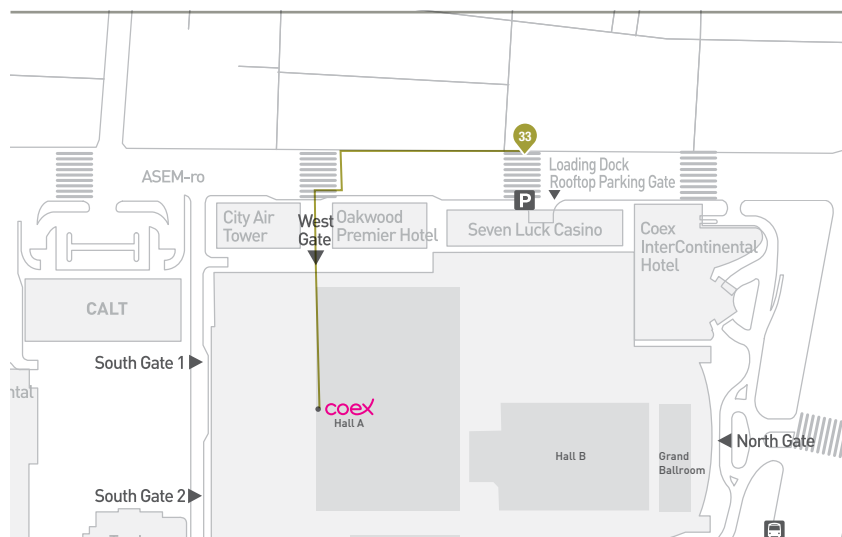 33
Loading Dock
Rooftop Parking Gate
ASEM-ro
P
City Air
Tower
West
Gate
Oakwood
Premier Hotel
Seven Luck Casino
Coex
InterContinental
Hotel
CALT
South Gate 1
ntal
coex
Hall A
North Gate
Hall B
Grand
Ballroom
South Gate 2